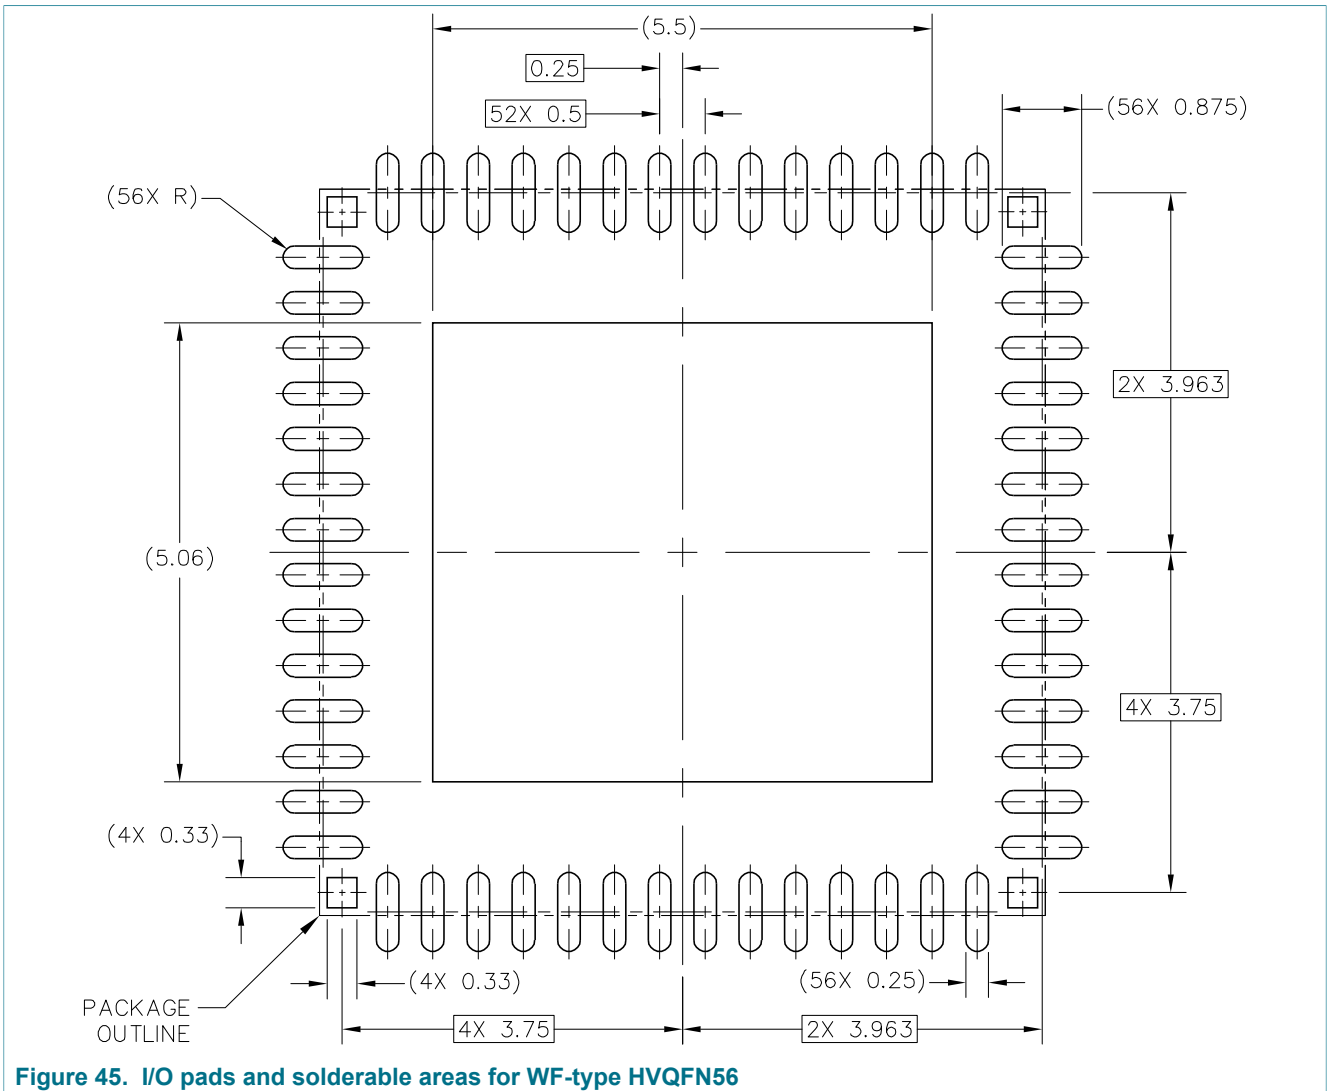 (5.5)
0.25
52X 0.5
(56X 0.875)
(56X R)
2X 3.963
(5.06)
4X 3.75
(4X 0.33)
(4X 0.33)
(56X 0.25)
PACKAGE
OUTLINE
4X 3.75
2X 3.963
Figure 45. I/O pads and solderable areas for WF-type HVQFN56